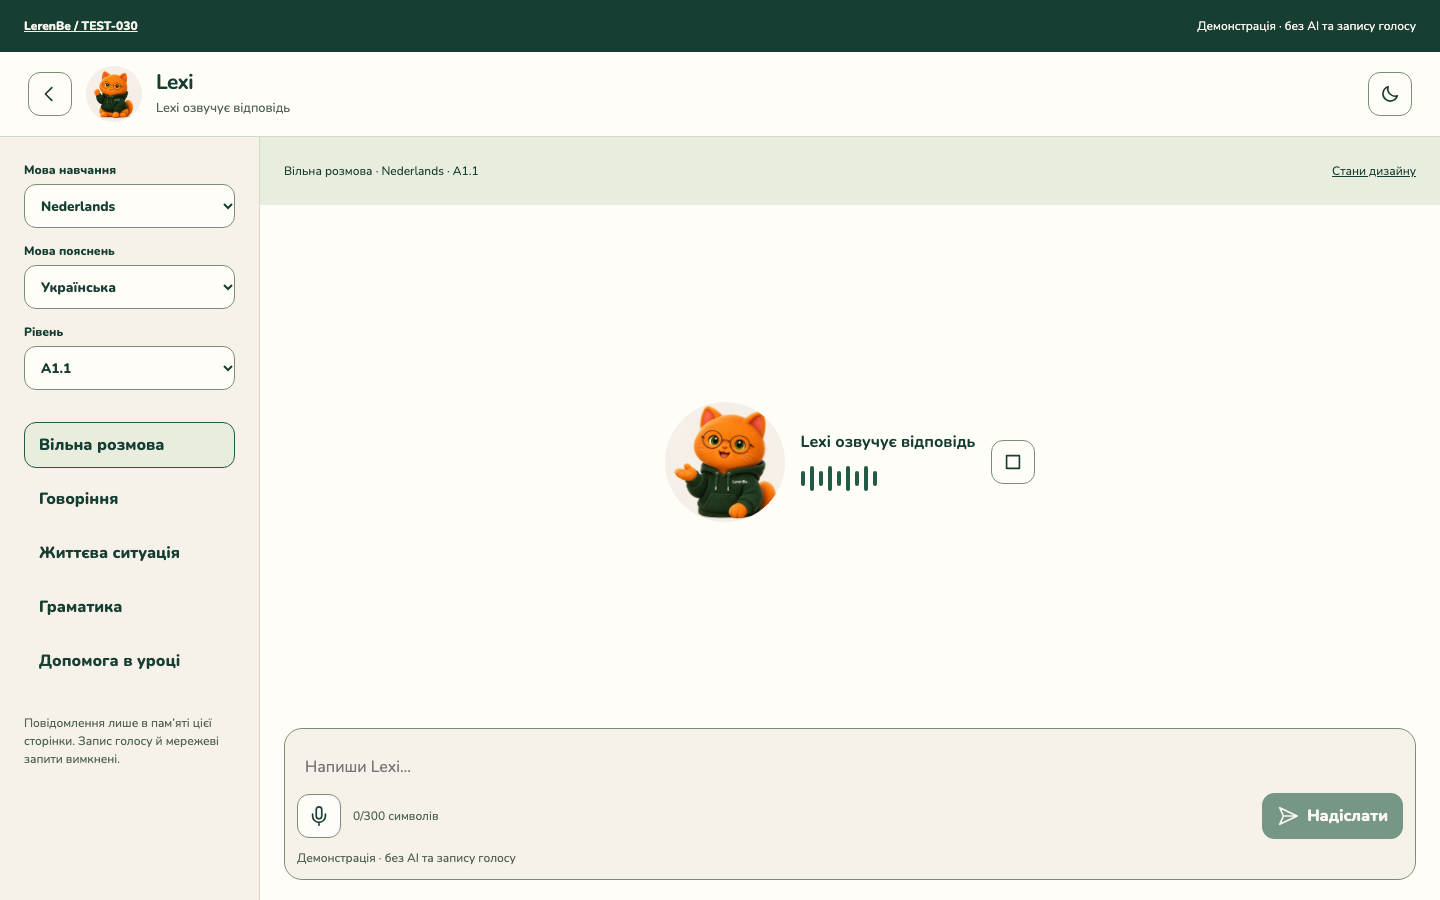 LerenBe / TEST-030
Демонстрація · без AI та запису голосу
Lexi
Lexi озвучує відповідь
Мова навчання
Nederlands
Мова пояснень
Українська
Рівень
A1.1
Вільна розмова
Говоріння
Життєва ситуація
Граматика
Допомога в уроці
Повідомлення лише в пам'яті цієї
сторінки. Запис голосу й мережеві
запити вимкнені.
Вільна розмова · Nederlands · A1.1
Стани дизайну
LerenBe
Lexi озвучує відповідь
Напиши Lexi...
0/300 символів
Надіслати
Демонстрація · без AI та запису голосу